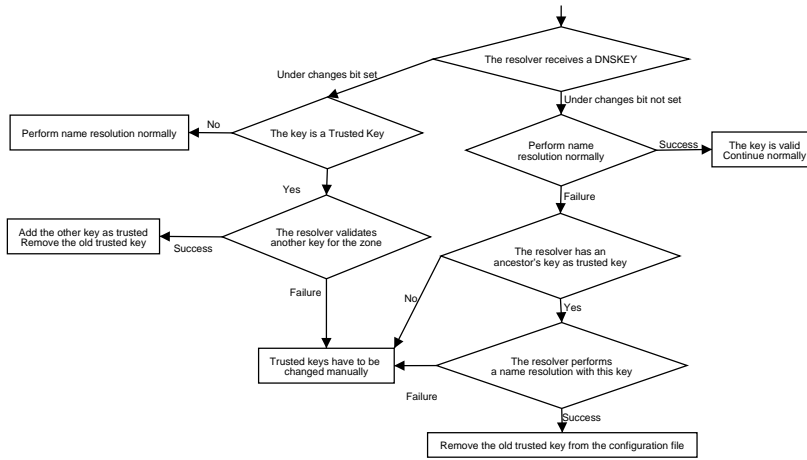 The resolver receives a DNSKEY
Under changes bit set
Under changes bit not set
Perform name resolution normally
No
The key is a Trusted Key
Perform name
resolution normally
Success
The key is valid
Continue normally
Yes
Failure
Add the other key as trusted
Remove the old trusted key
Success
The resolver validates
another key for the zone
The resolver has an
ancestor's key as trusted key
Failure
No
Yes
Trusted keys have to be
changed manually
The resolver performs
a name resolution with this key
Failure
Success
Remove the old trusted key from the configuration file